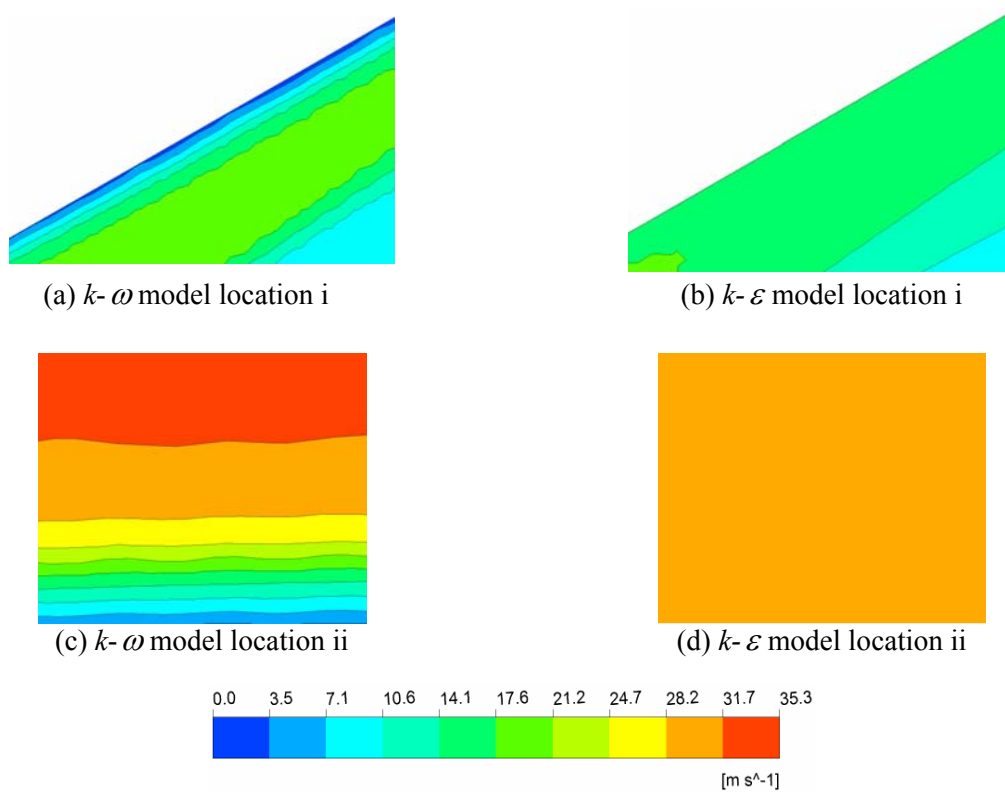 (a) k- ω model location i
(b) k- ε model location i
(c) k- ω model location ii
(d) k- ε model location ii
0.0 3.5 7.1 10.6 14.1 17.6 21.2 24.7 28.2 31.7 35.3
[m s^-1]